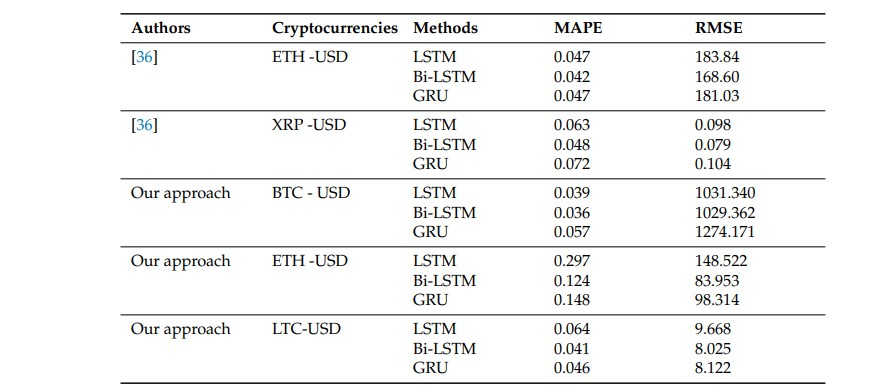 Authors Cryptocurrencies Methods MAPE RMSE
[36] ETH -USD LSTM 0.047 183.84
Bi-LSTM 0.042 168.60
GRU 0.047 181.03
[36] XRP -USD LSTM 0.063 0.098
Bi-LSTM 0.048 0.079
GRU 0.072 0.104
Our approach BTC - USD LSTM 0.039 1031.340
Bi-LSTM 0.036 1029.362
GRU 0.057 1274.171
Our approach ETH -USD LSTM 0.297 148.522
Bi-LSTM 0.124 83.953
GRU 0.148 98.314
Our approach LTC-USD LSTM 0.064 9.668
Bi-LSTM 0.041 8.025
GRU 0.046 8.122